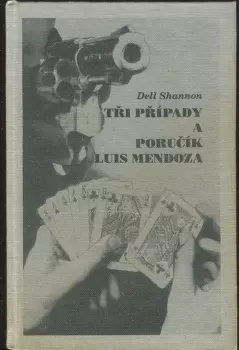 Dell Shannon
TŘI PŘÍPADY
A
PORUČÍK
LUIS MENDOZA